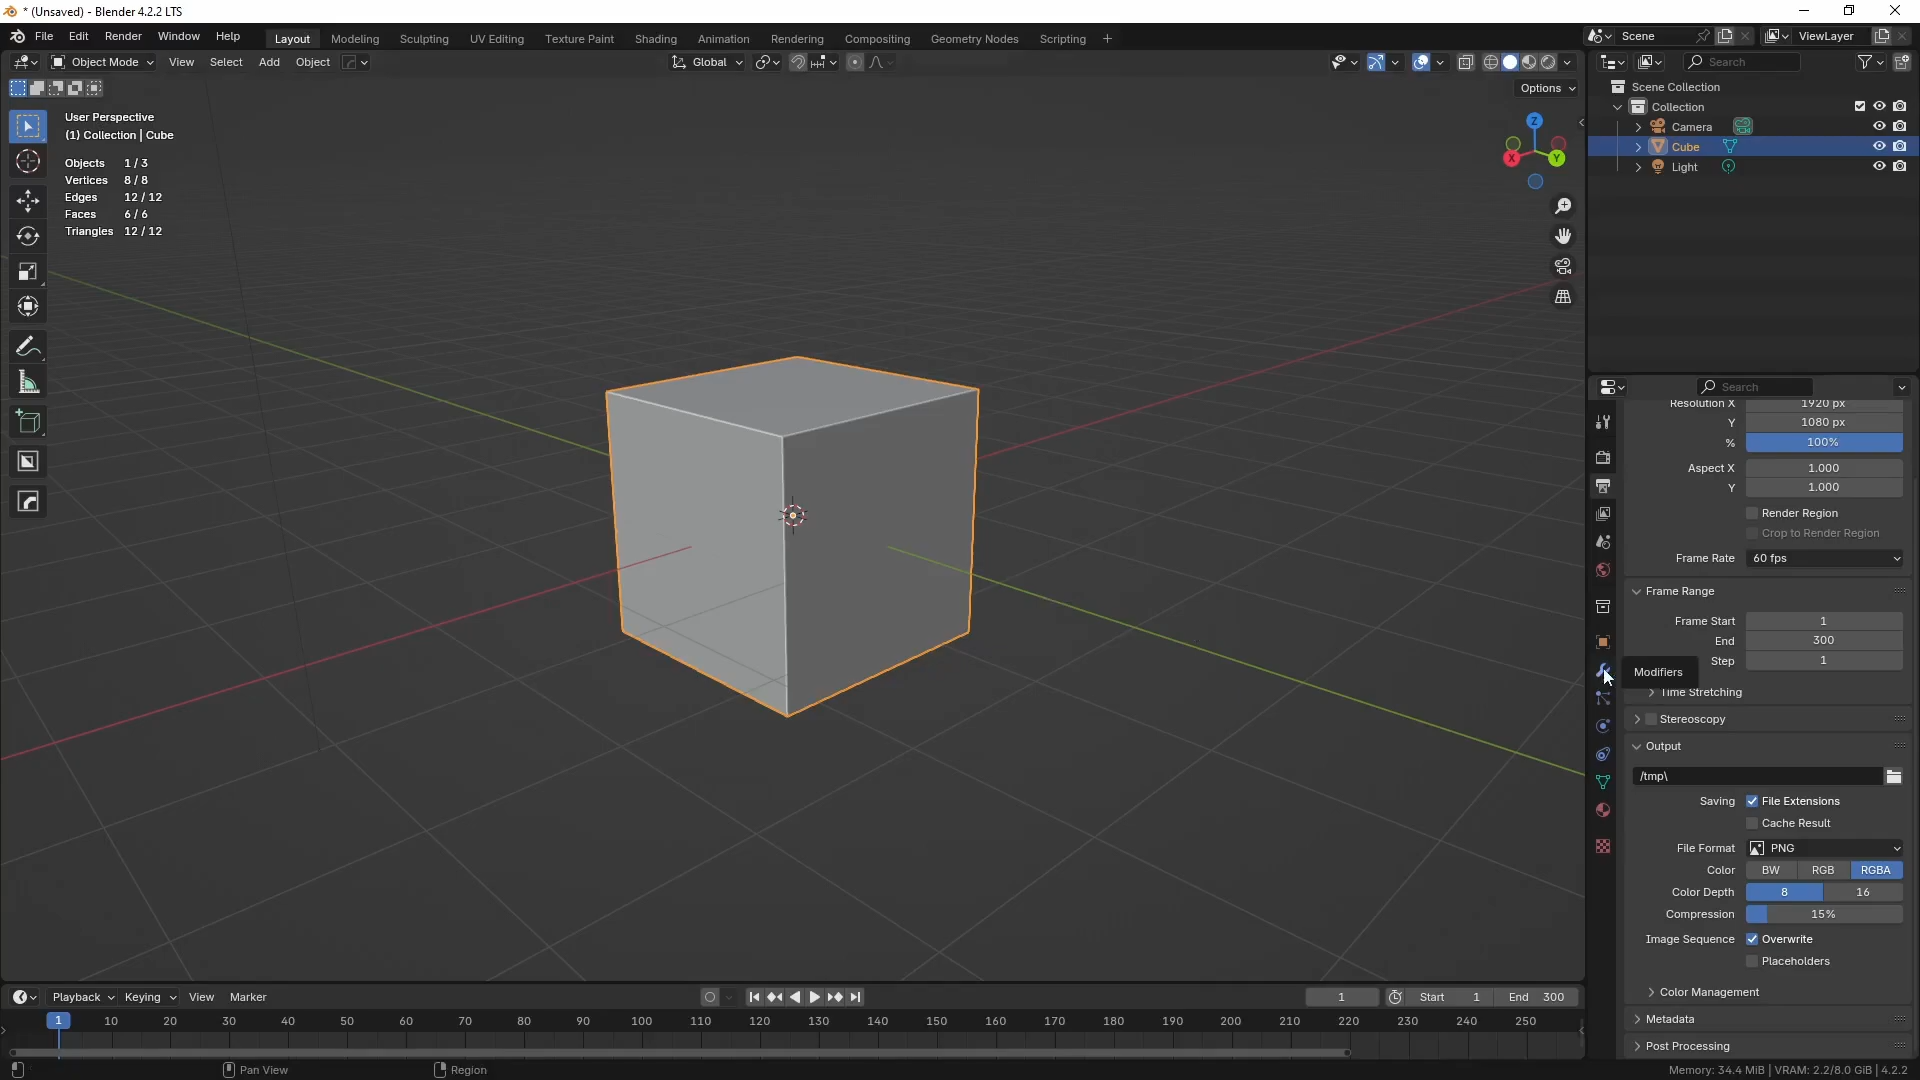 * (Unsaved) - Blender 4.2.2 LTS
File Edit Render Window Help Layout Modeling Sculpting UV Editing Texture Paint Shading Animation Rendering Compositing Geometry Nodes Scripting + Scene ViewLayer
Object Mode View Select Add Object Global Search
Options
User Perspective
(1) Collection | Cube
Objects 1 / 3
Vertices 8 / 8
Edges 12 / 12
Faces 6 / 6
Triangles 12 / 12
Z
X Y
Scene Collection
Collection
Camera
Cube
Light
Search
Resolution X 1920 px
Y 1080 px
% 100%
Aspect X 1.000
Y 1.000
Render Region
Crop to Render Region
Frame Rate 60 fps
Frame Range
Frame Start 1
End 300
Step 1
Modifiers
Time Stretching
Stereoscopy
Output
/tmp\
Saving File Extensions
Cache Result
File Format PNG
Color BW RGB RGBA
Color Depth 8 16
Compression 15%
Image Sequence Overwrite
Placeholders
Color Management
Metadata
Post Processing
Playback Keying View Marker 1 Start 1 End 300
1 10 20 30 40 50 60 70 80 90 100 110 120 130 140 150 160 170 180 190 200 210 220 230 240 250
Pan View Region Memory: 34.4 MiB | VRAM: 2.2/8.0 GiB | 4.2.2